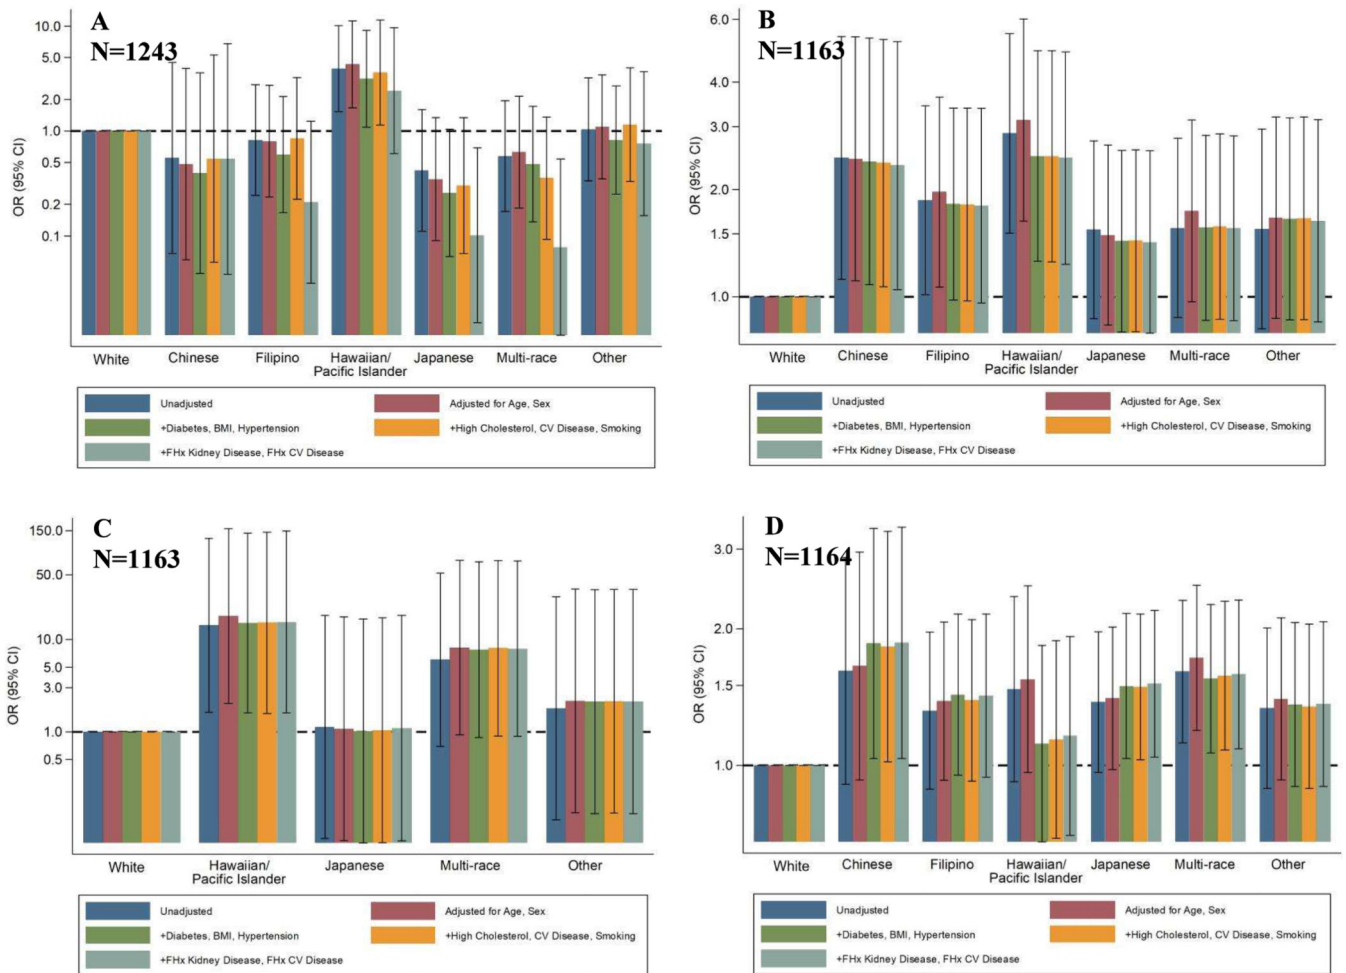 A
N=1243
OR (95% CI)
10.0
5.0
2.0
1.0
0.5
0.2
0.1
White
Chinese
Filipino
Hawaiian/
Pacific Islander
Japanese
Multi-race
Other
Unadjusted
Adjusted for Age, Sex
+Diabetes, BMI, Hypertension
+High Cholesterol, CV Disease, Smoking
+FHx Kidney Disease, FHx CV Disease
B
N=1163
OR (95% CI)
6.0
4.0
3.0
2.0
1.5
1.0
White
Chinese
Filipino
Hawaiian/
Pacific Islander
Japanese
Multi-race
Other
Unadjusted
Adjusted for Age, Sex
+Diabetes, BMI, Hypertension
+High Cholesterol, CV Disease, Smoking
+FHx Kidney Disease, FHx CV Disease
C
N=1163
OR (95% CI)
150.0
50.0
10.0
5.0
3.0
1.0
0.5
White
Hawaiian/
Pacific Islander
Japanese
Multi-race
Other
Unadjusted
Adjusted for Age, Sex
+Diabetes, BMI, Hypertension
+High Cholesterol, CV Disease, Smoking
+FHx Kidney Disease, FHx CV Disease
D
N=1164
OR (95% CI)
3.0
2.0
1.5
1.0
White
Chinese
Filipino
Hawaiian/
Pacific Islander
Japanese
Multi-race
Other
Unadjusted
Adjusted for Age, Sex
+Diabetes, BMI, Hypertension
+High Cholesterol, CV Disease, Smoking
+FHx Kidney Disease, FHx CV Disease